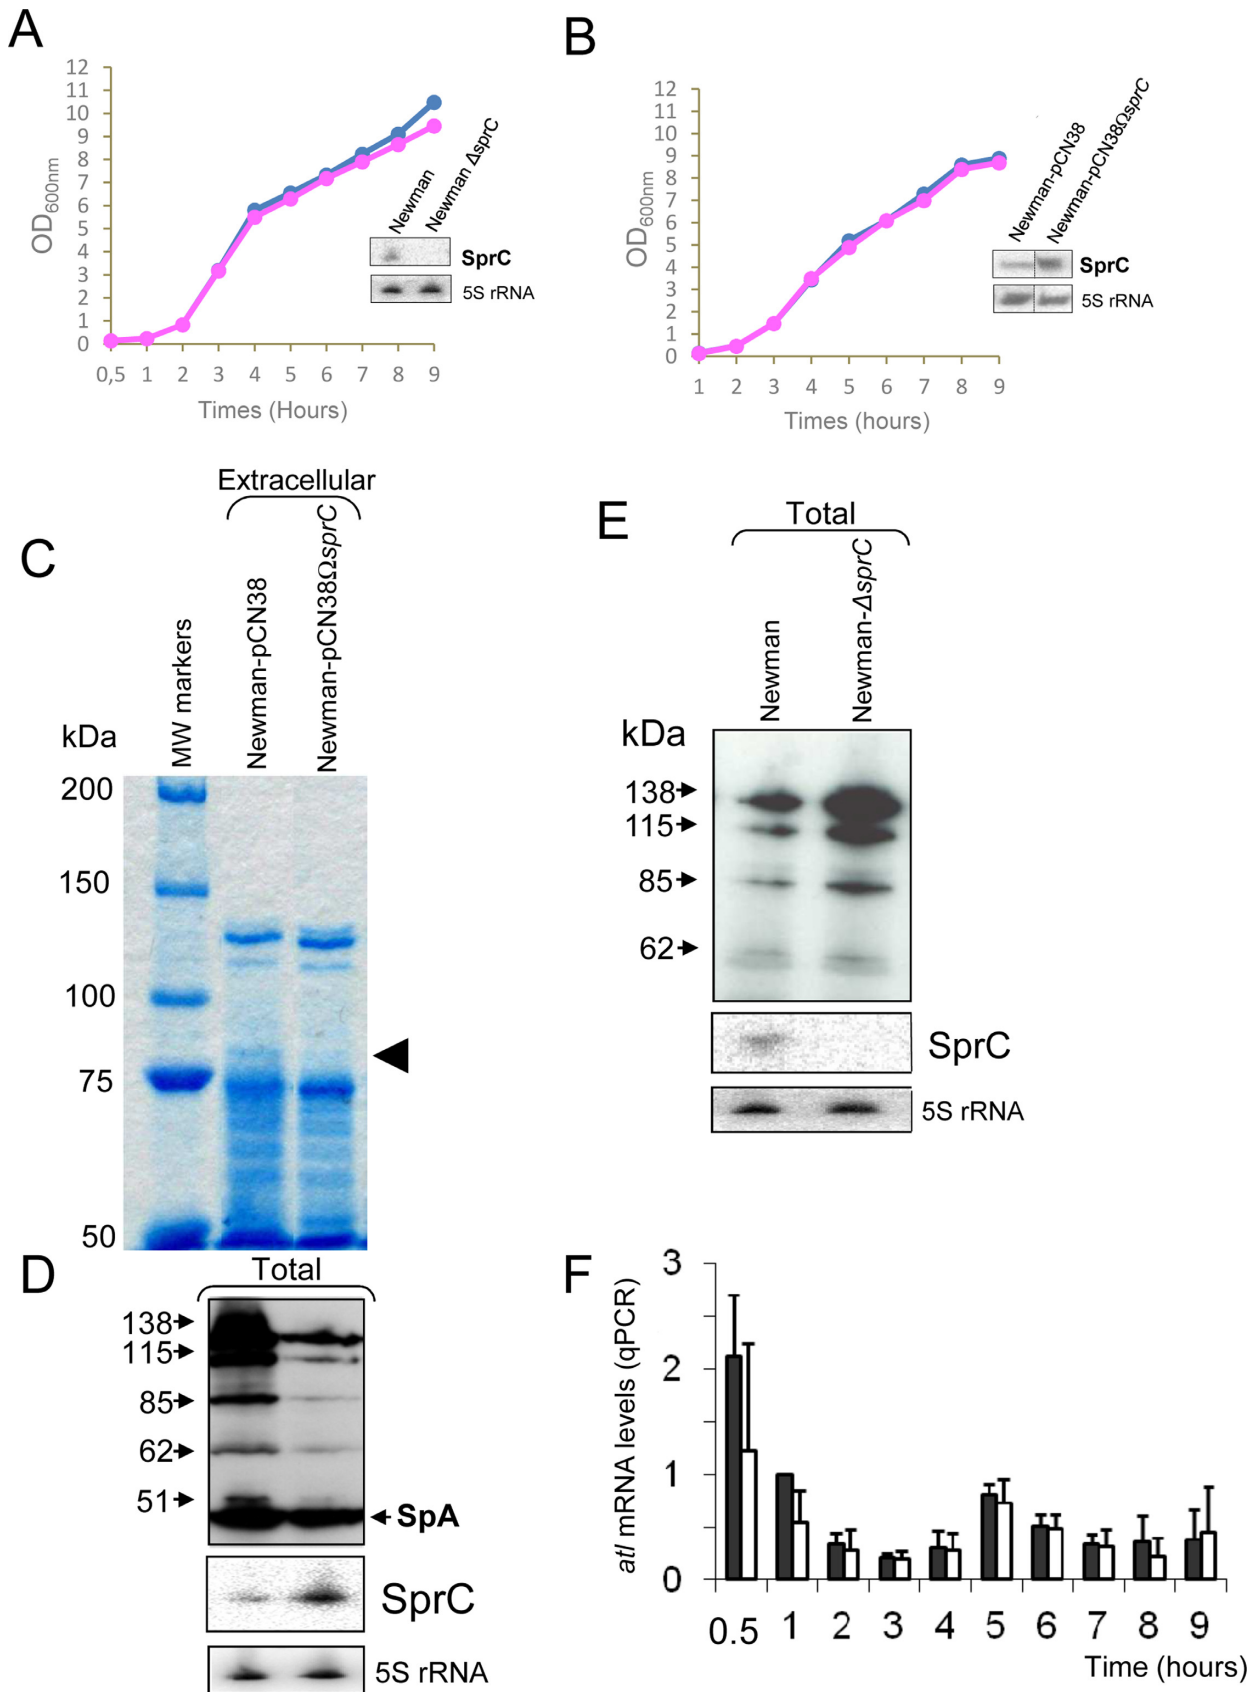 A
12
11
10
9
8
7
6
5
4
3
2
1
0
OD600nm
0,5 1 2 3 4 5 6 7 8 9
Times (Hours)
Newman
Newman ΔsprC
SprC
5S rRNA
B
12
11
10
9
8
7
6
5
4
3
2
1
0
OD600nm
1 2 3 4 5 6 7 8 9
Times (hours)
Newman-pCN38
Newman-pCN38ΩsprC
SprC
5S rRNA
C
Extracellular
MW markers
Newman-pCN38
Newman-pCN38ΩsprC
kDa
200
150
100
75
50
D
Total
138
115
85
62
51
SpA
SprC
5S rRNA
E
Total
Newman
Newman-ΔsprC
kDa
138
115
85
62
SprC
5S rRNA
F
atl mRNA levels (qPCR)
3
2
1
0
0.5 1 2 3 4 5 6 7 8 9
Time (hours)